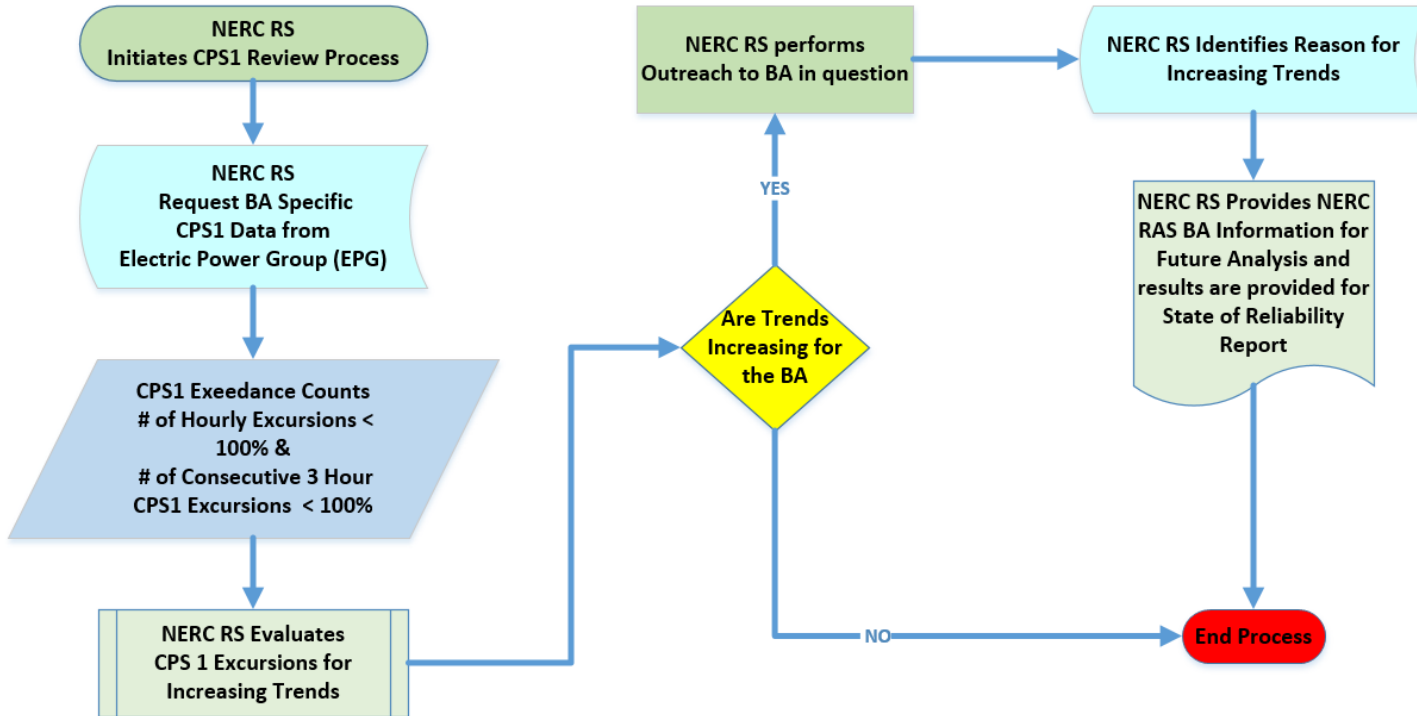 NERC RS
Initiates CPS1 Review Process
NERC RS
Request BA Specific
CPS1 Data from
Electric Power Group (EPG)
CPS1 Exeedance Counts
# of Hourly Excursions <
100% &
# of Consecutive 3 Hour
CPS1 Excursions < 100%
NERC RS Evaluates
CPS 1 Excursions for
Increasing Trends
Are Trends
Increasing for
the BA
YES
NERC RS performs
Outreach to BA in question
NERC RS Identifies Reason for
Increasing Trends
NERC RS Provides NERC
RAS BA Information for
Future Analysis and
results are provided for
State of Reliability
Report
NO
End Process